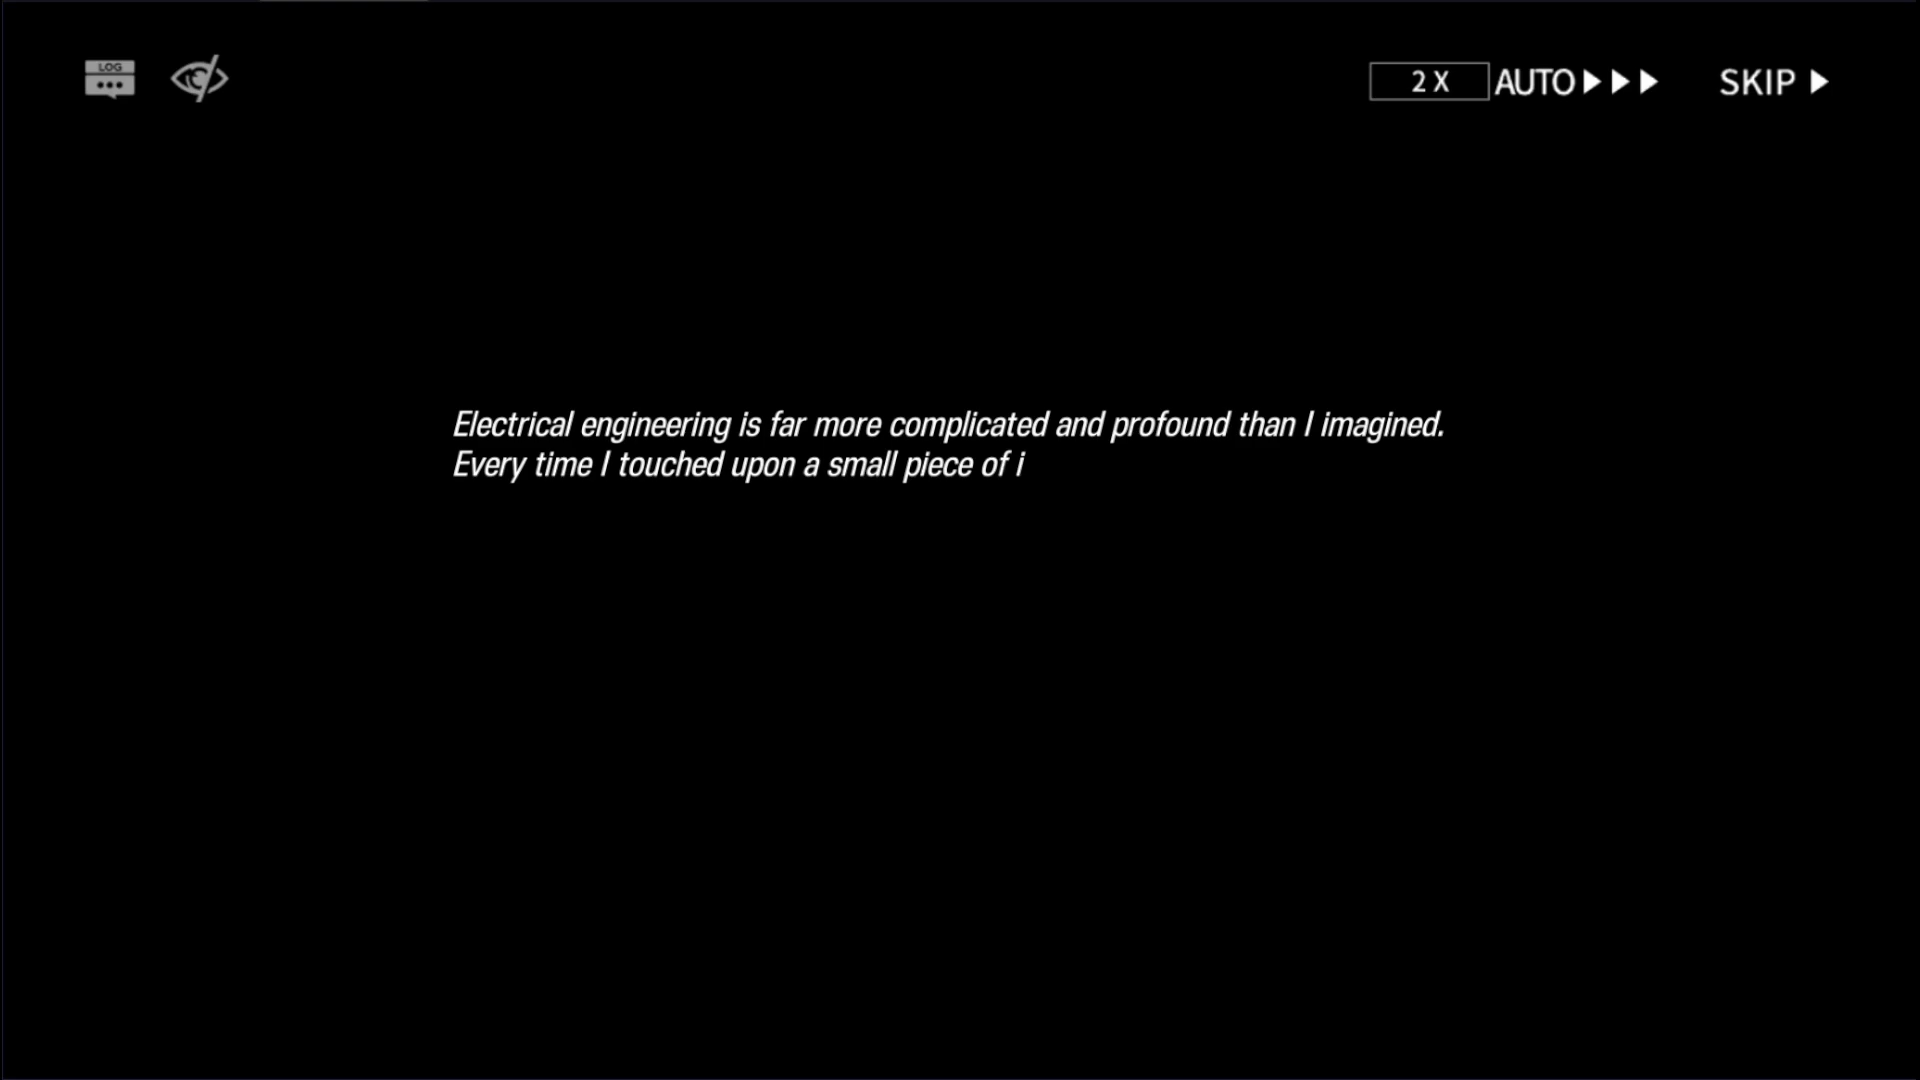 LOG
2 X AUTO SKIP
Electrical engineering is far more complicated and profound than I imagined.
Every time I touched upon a small piece of i